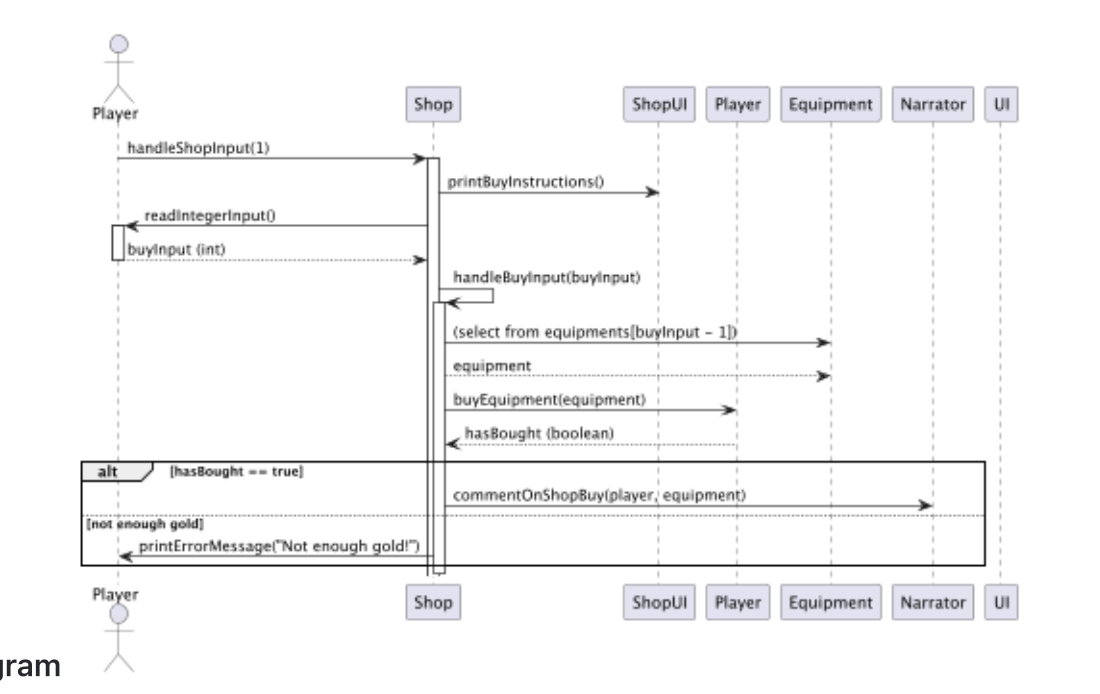 Player
Shop
ShopUI
Player
Equipment
Narrator
UI
handleShopInput(1)
printBuyInstructions()
readIntegerInput()
buyInput (int)
handleBuyInput(buyInput)
(select from equipments[buyInput - 1])
equipment
buyEquipment(equipment)
hasBought (boolean)
alt [hasBought == true]
commentOnShopBuy(player, equipment)
[not enough gold]
printErrorMessage("Not enough gold!")
Player
Shop
ShopUI
Player
Equipment
Narrator
UI
gram